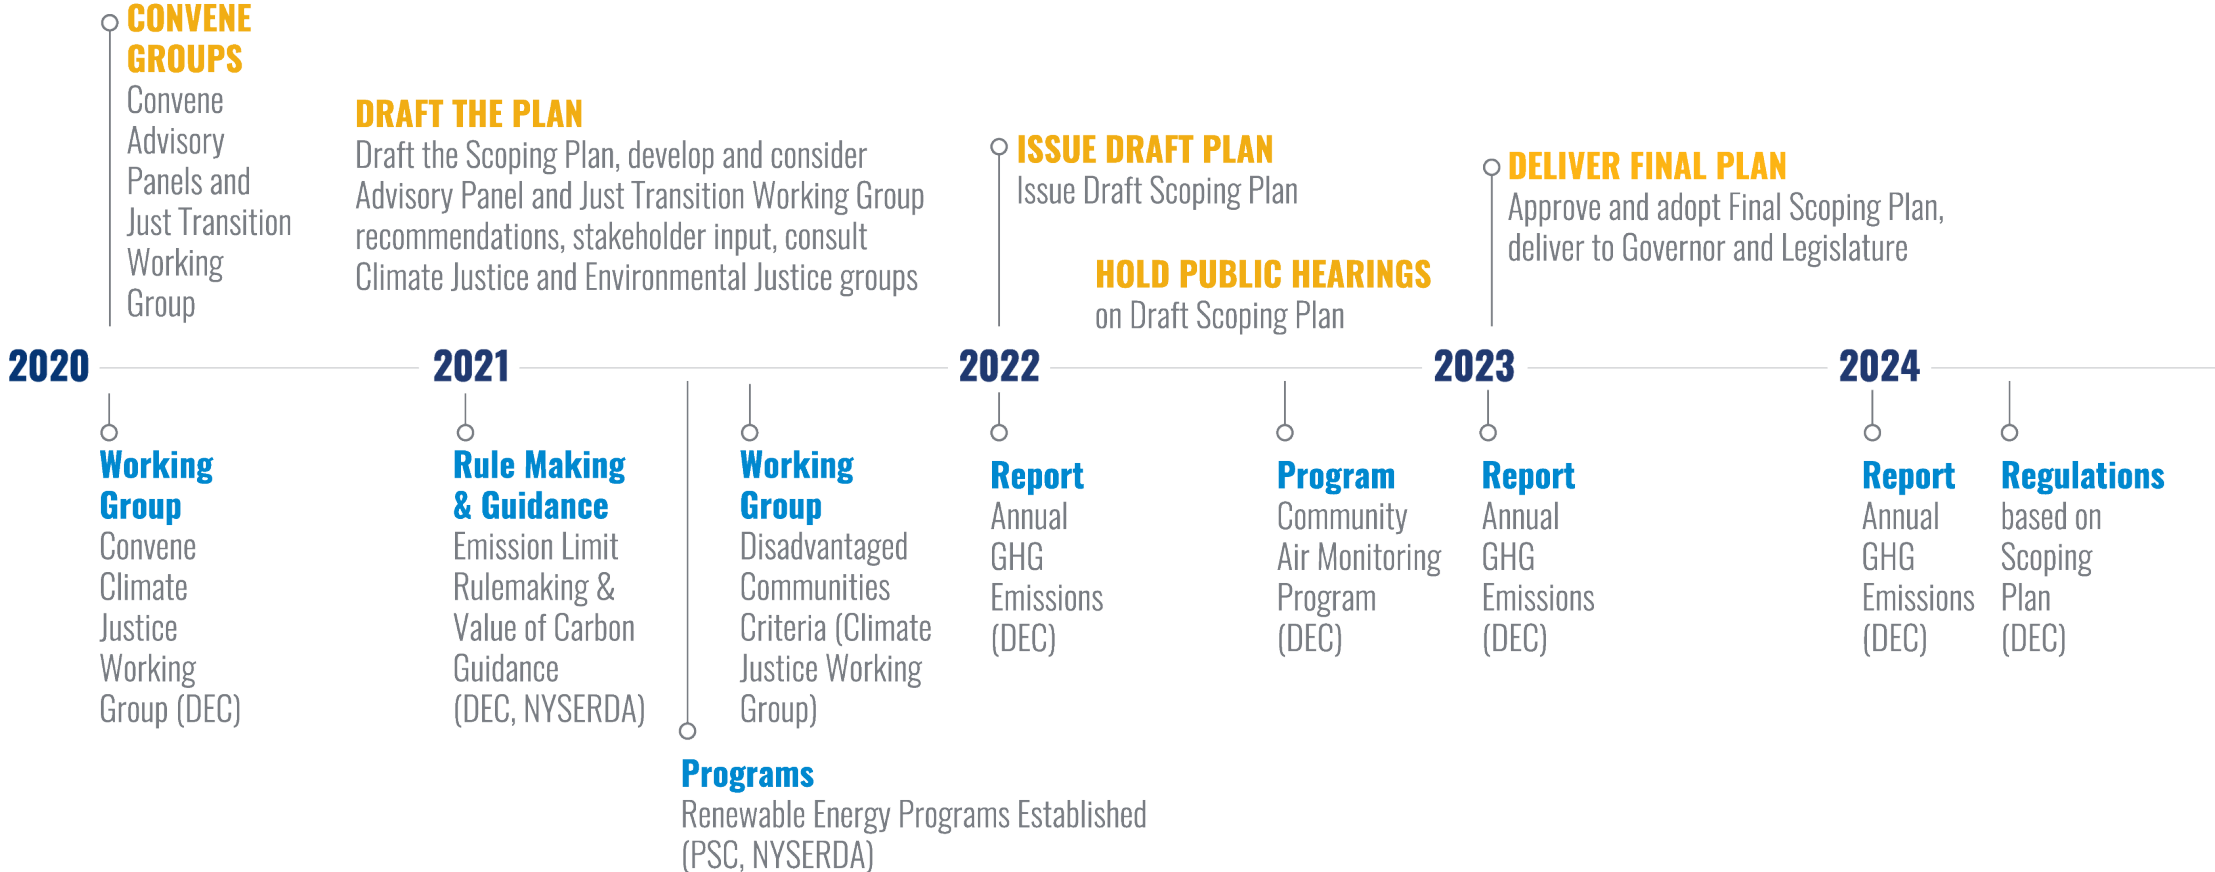 CONVENE
GROUPS
Convene
Advisory
Panels and
Just Transition
Working
Group
DRAFT THE PLAN
Draft the Scoping Plan, develop and consider
Advisory Panel and Just Transition Working Group
recommendations, stakeholder input, consult
Climate Justice and Environmental Justice groups
ISSUE DRAFT PLAN
Issue Draft Scoping Plan
HOLD PUBLIC HEARINGS
on Draft Scoping Plan
DELIVER FINAL PLAN
Approve and adopt Final Scoping Plan,
deliver to Governor and Legislature
2020
2021
2022
2023
2024
Working
Group
Convene
Climate
Justice
Working
Group (DEC)
Rule Making
& Guidance
Emission Limit
Rulemaking &
Value of Carbon
Guidance
(DEC, NYSERDA)
Programs
Renewable Energy Programs Established
(PSC, NYSERDA)
Working
Group
Disadvantaged
Communities
Criteria (Climate
Justice Working
Group)
Report
Annual
GHG
Emissions
(DEC)
Program
Community
Air Monitoring
Program
(DEC)
Report
Annual
GHG
Emissions
(DEC)
Report
Annual
GHG
Emissions
(DEC)
Regulations
based on
Scoping
Plan
(DEC)